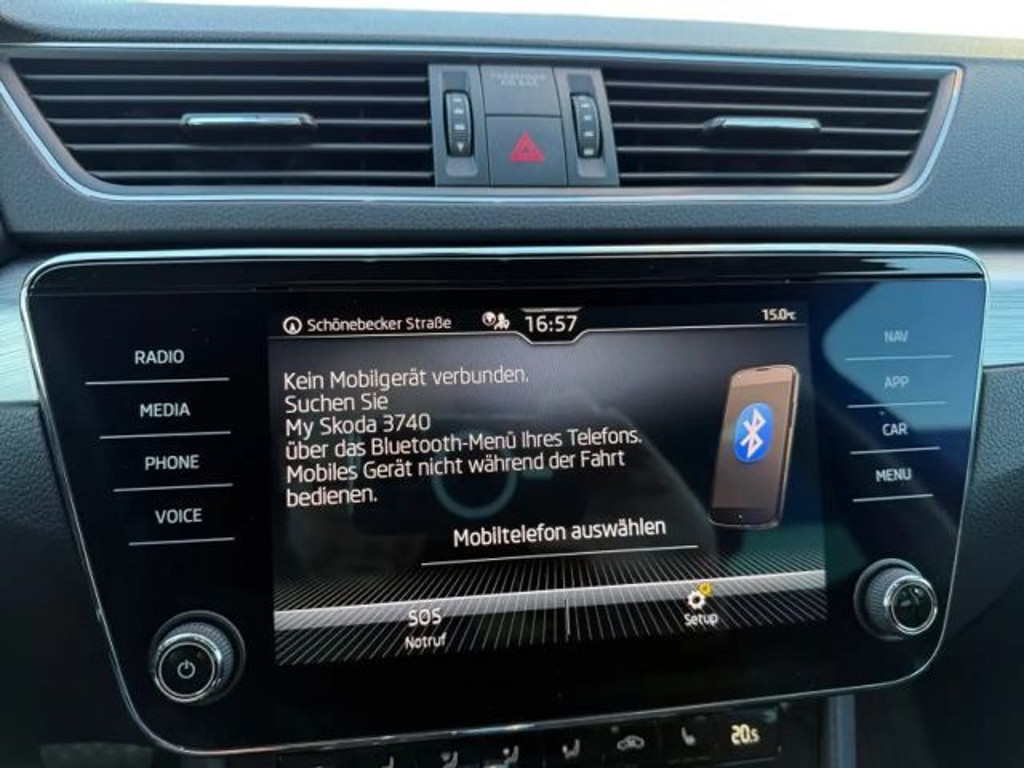 Schönebecker Straße 16:57 15.0°C
RADIO
MEDIA
PHONE
VOICE
Kein Mobilgerät verbunden.
Suchen Sie
My Skoda 3740
über das Bluetooth-Menü Ihres Telefons.
Mobiles Gerät nicht während der Fahrt
bedienen.
Mobiltelefon auswählen
SOS
Notruf
Setup
NAV
APP
CAR
MENU
20.5